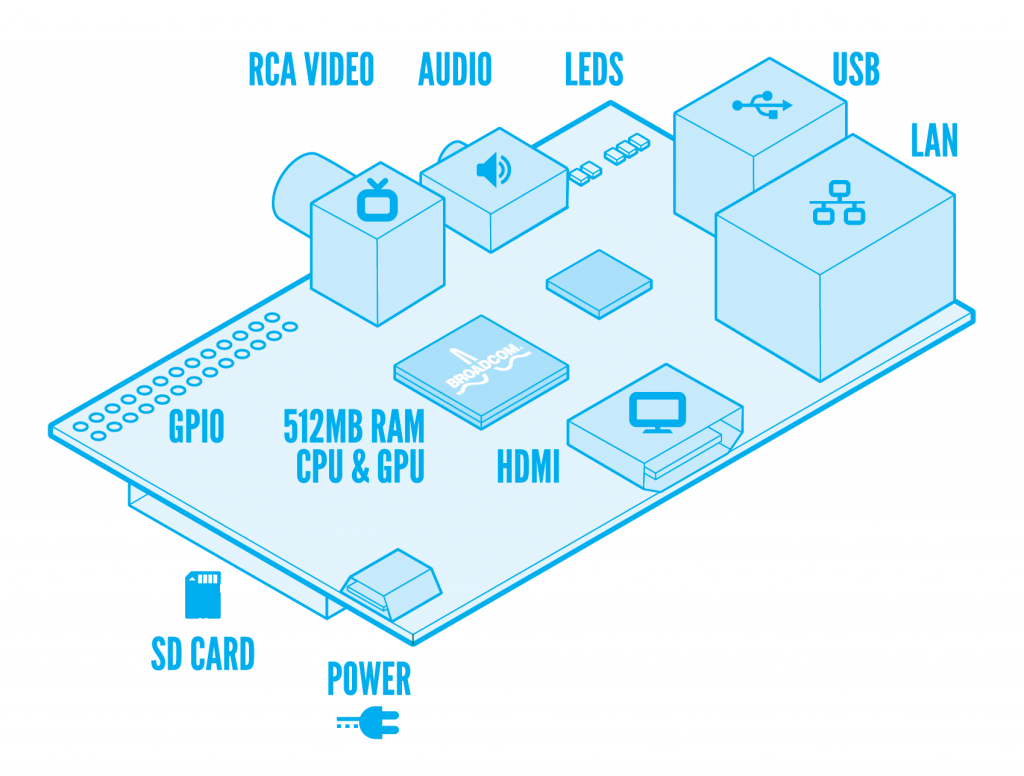 RCA VIDEO
AUDIO
LEDS
USB
LAN
BROADCOM
GPIO
512MB RAM
CPU & GPU
HDMI
SD CARD
POWER